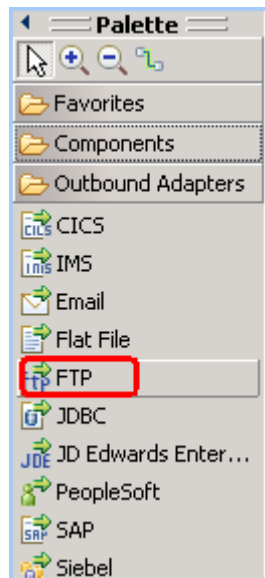 Palette
Favorites
Components
Outbound Adapters
CICS
IMS
Email
Flat File
FTP
JDBC
JD Edwards Enter...
PeopleSoft
SAP
Siebel